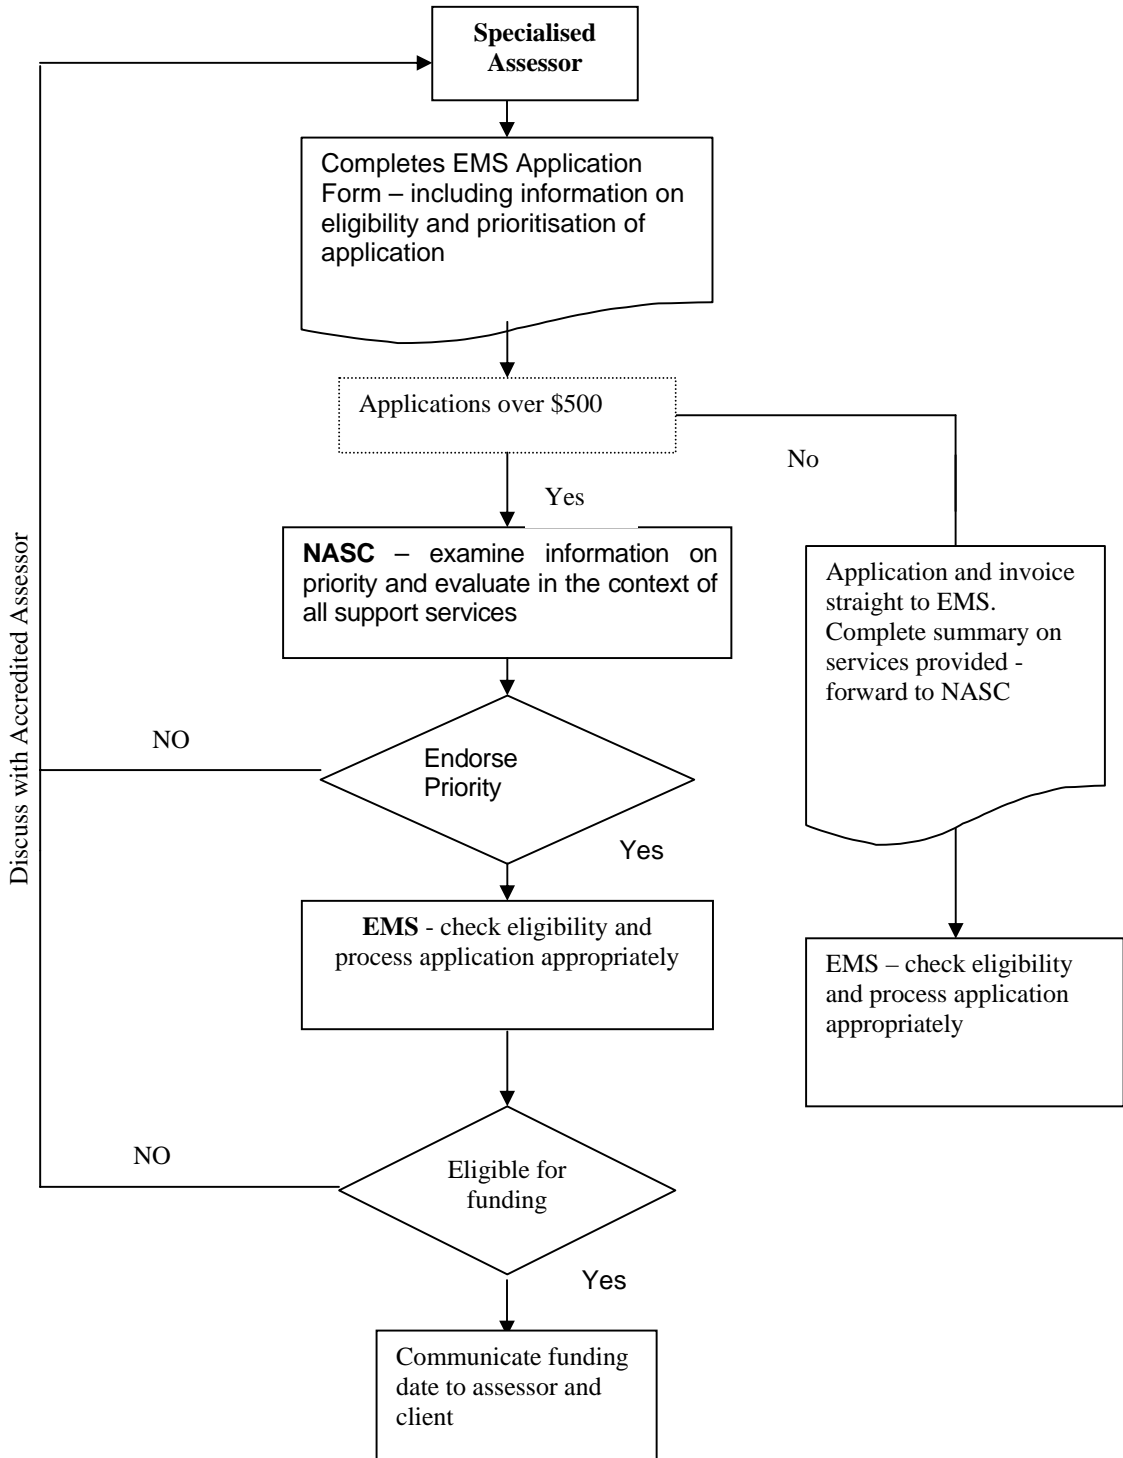 Specialised
Assessor
Completes EMS Application
Form – including information on
eligibility and prioritisation of
application
Applications over $500
No
Yes
NASC – examine information on
priority and evaluate in the context of
all support services
Application and invoice
straight to EMS.
Complete summary on
services provided -
forward to NASC
Discuss with Accredited Assessor
NO
Endorse
Priority
Yes
EMS - check eligibility and
process application appropriately
EMS – check eligibility
and process application
appropriately
NO
Eligible for
funding
Yes
Communicate funding
date to assessor and
client